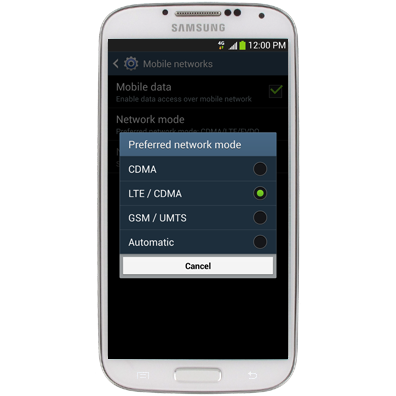 SAMSUNG
4G 12:00 PM
Mobile networks
Mobile data
Enable data access over mobile network
Network mode
Preferred network mode: CDMA/LTE/EVDO
Preferred network mode
CDMA
LTE / CDMA
GSM / UMTS
Automatic
Cancel